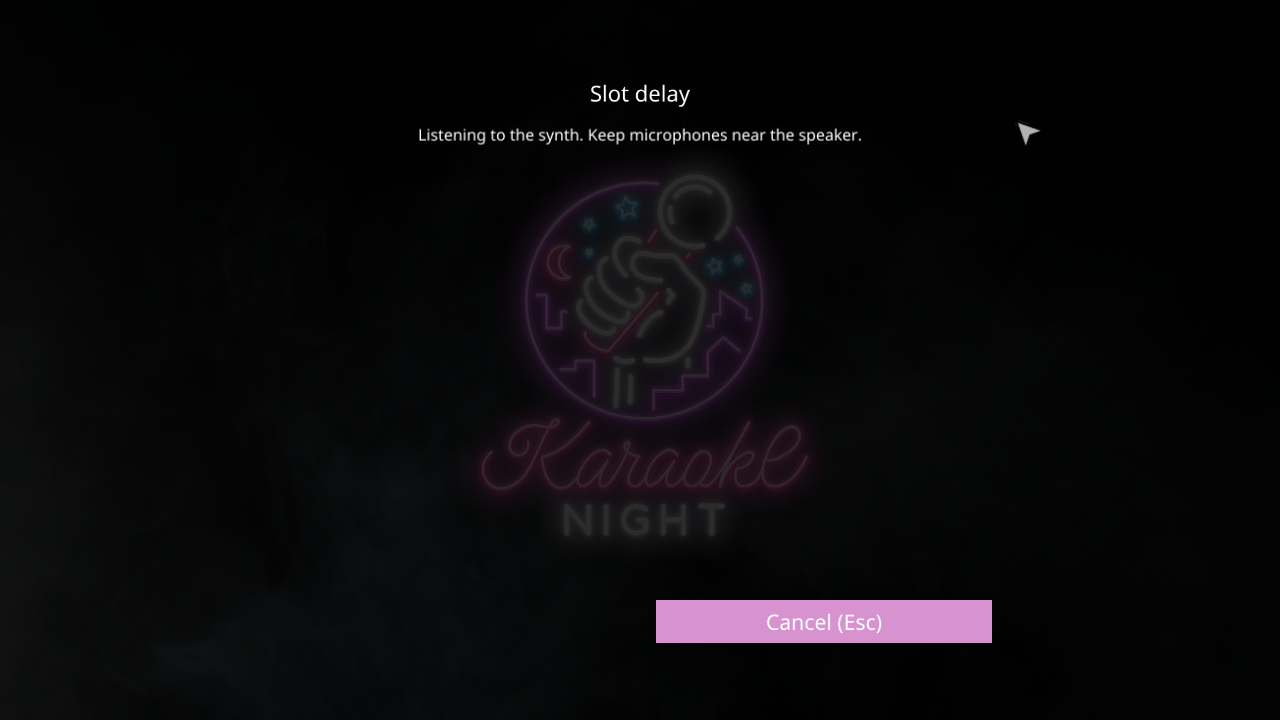 Slot delay
Listening to the synth. Keep microphones near the speaker.
Karaoke
NIGHT
Cancel (Esc)